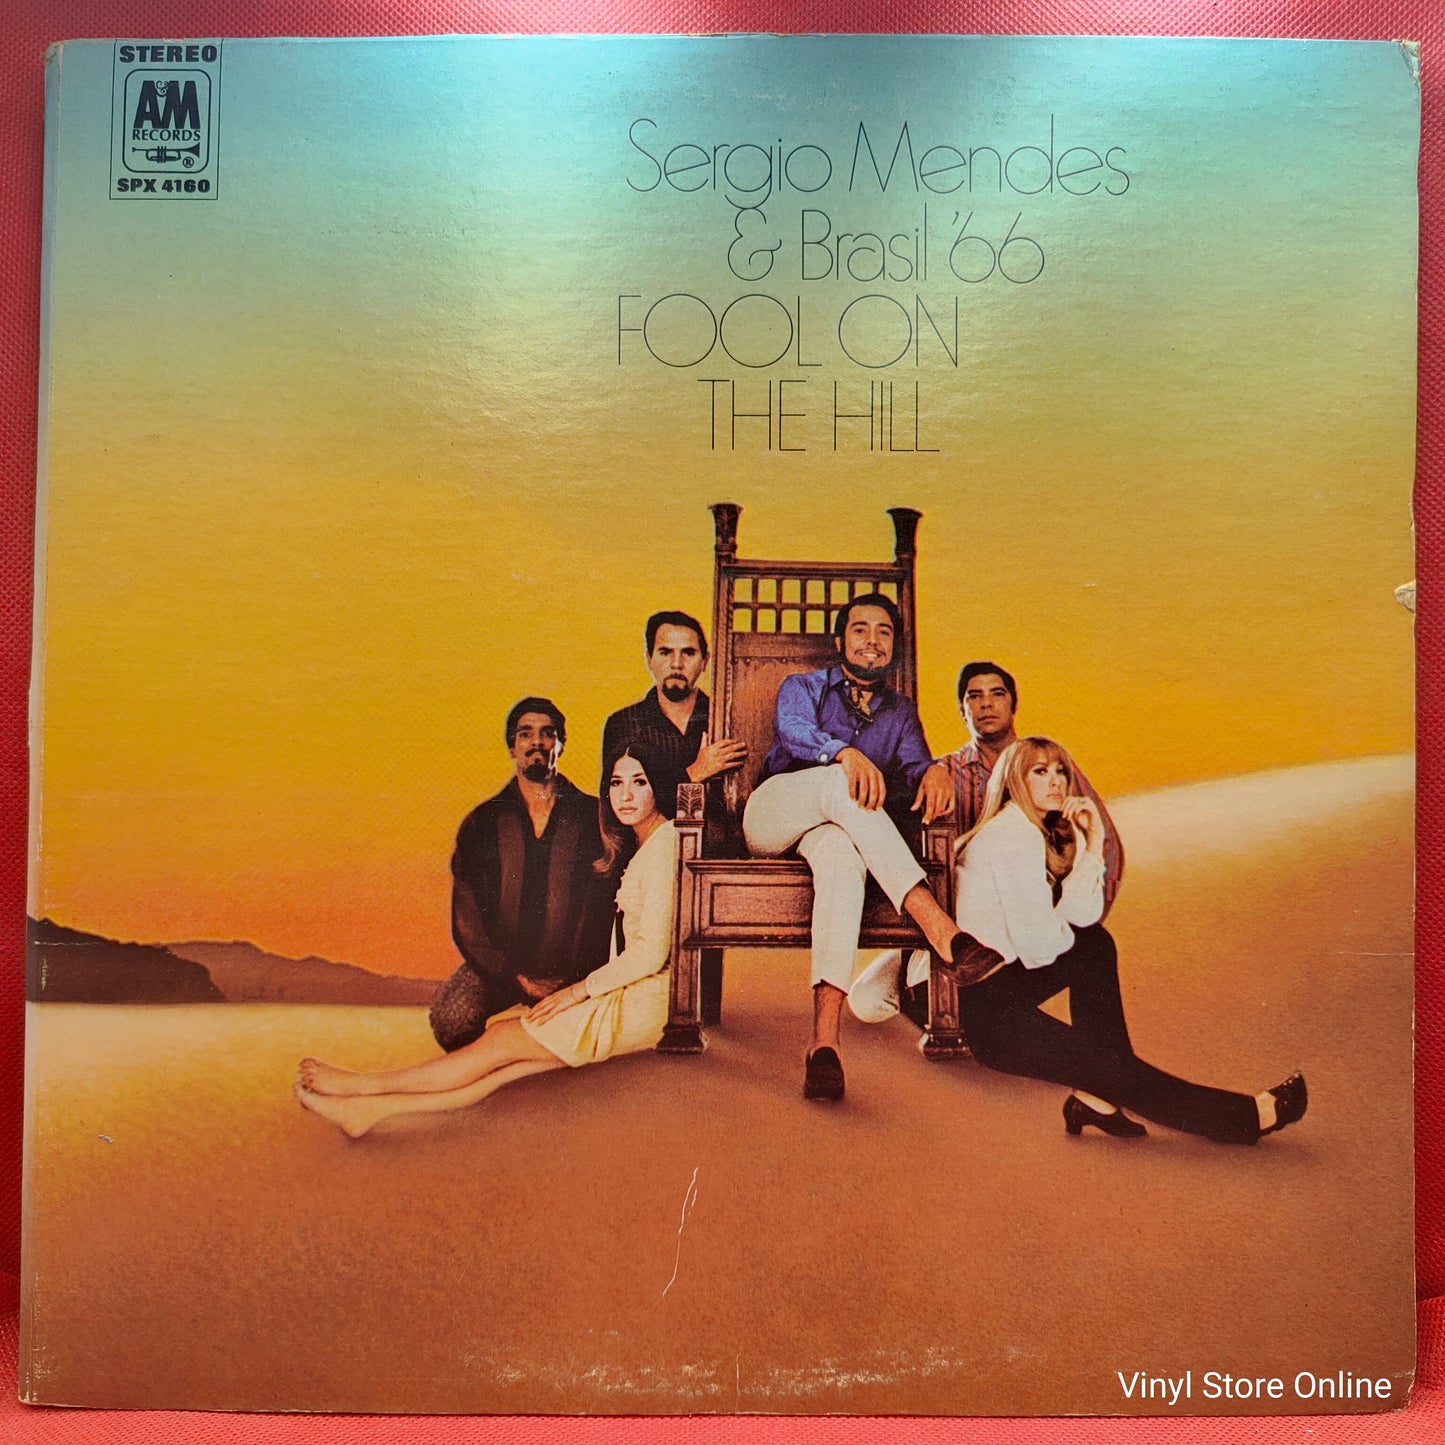 STEREO
A&M
RECORDS
®
SPX 4160
Sergio Mendes
& Brasil '66
FOOL ON
THE HILL
Vinyl Store Online